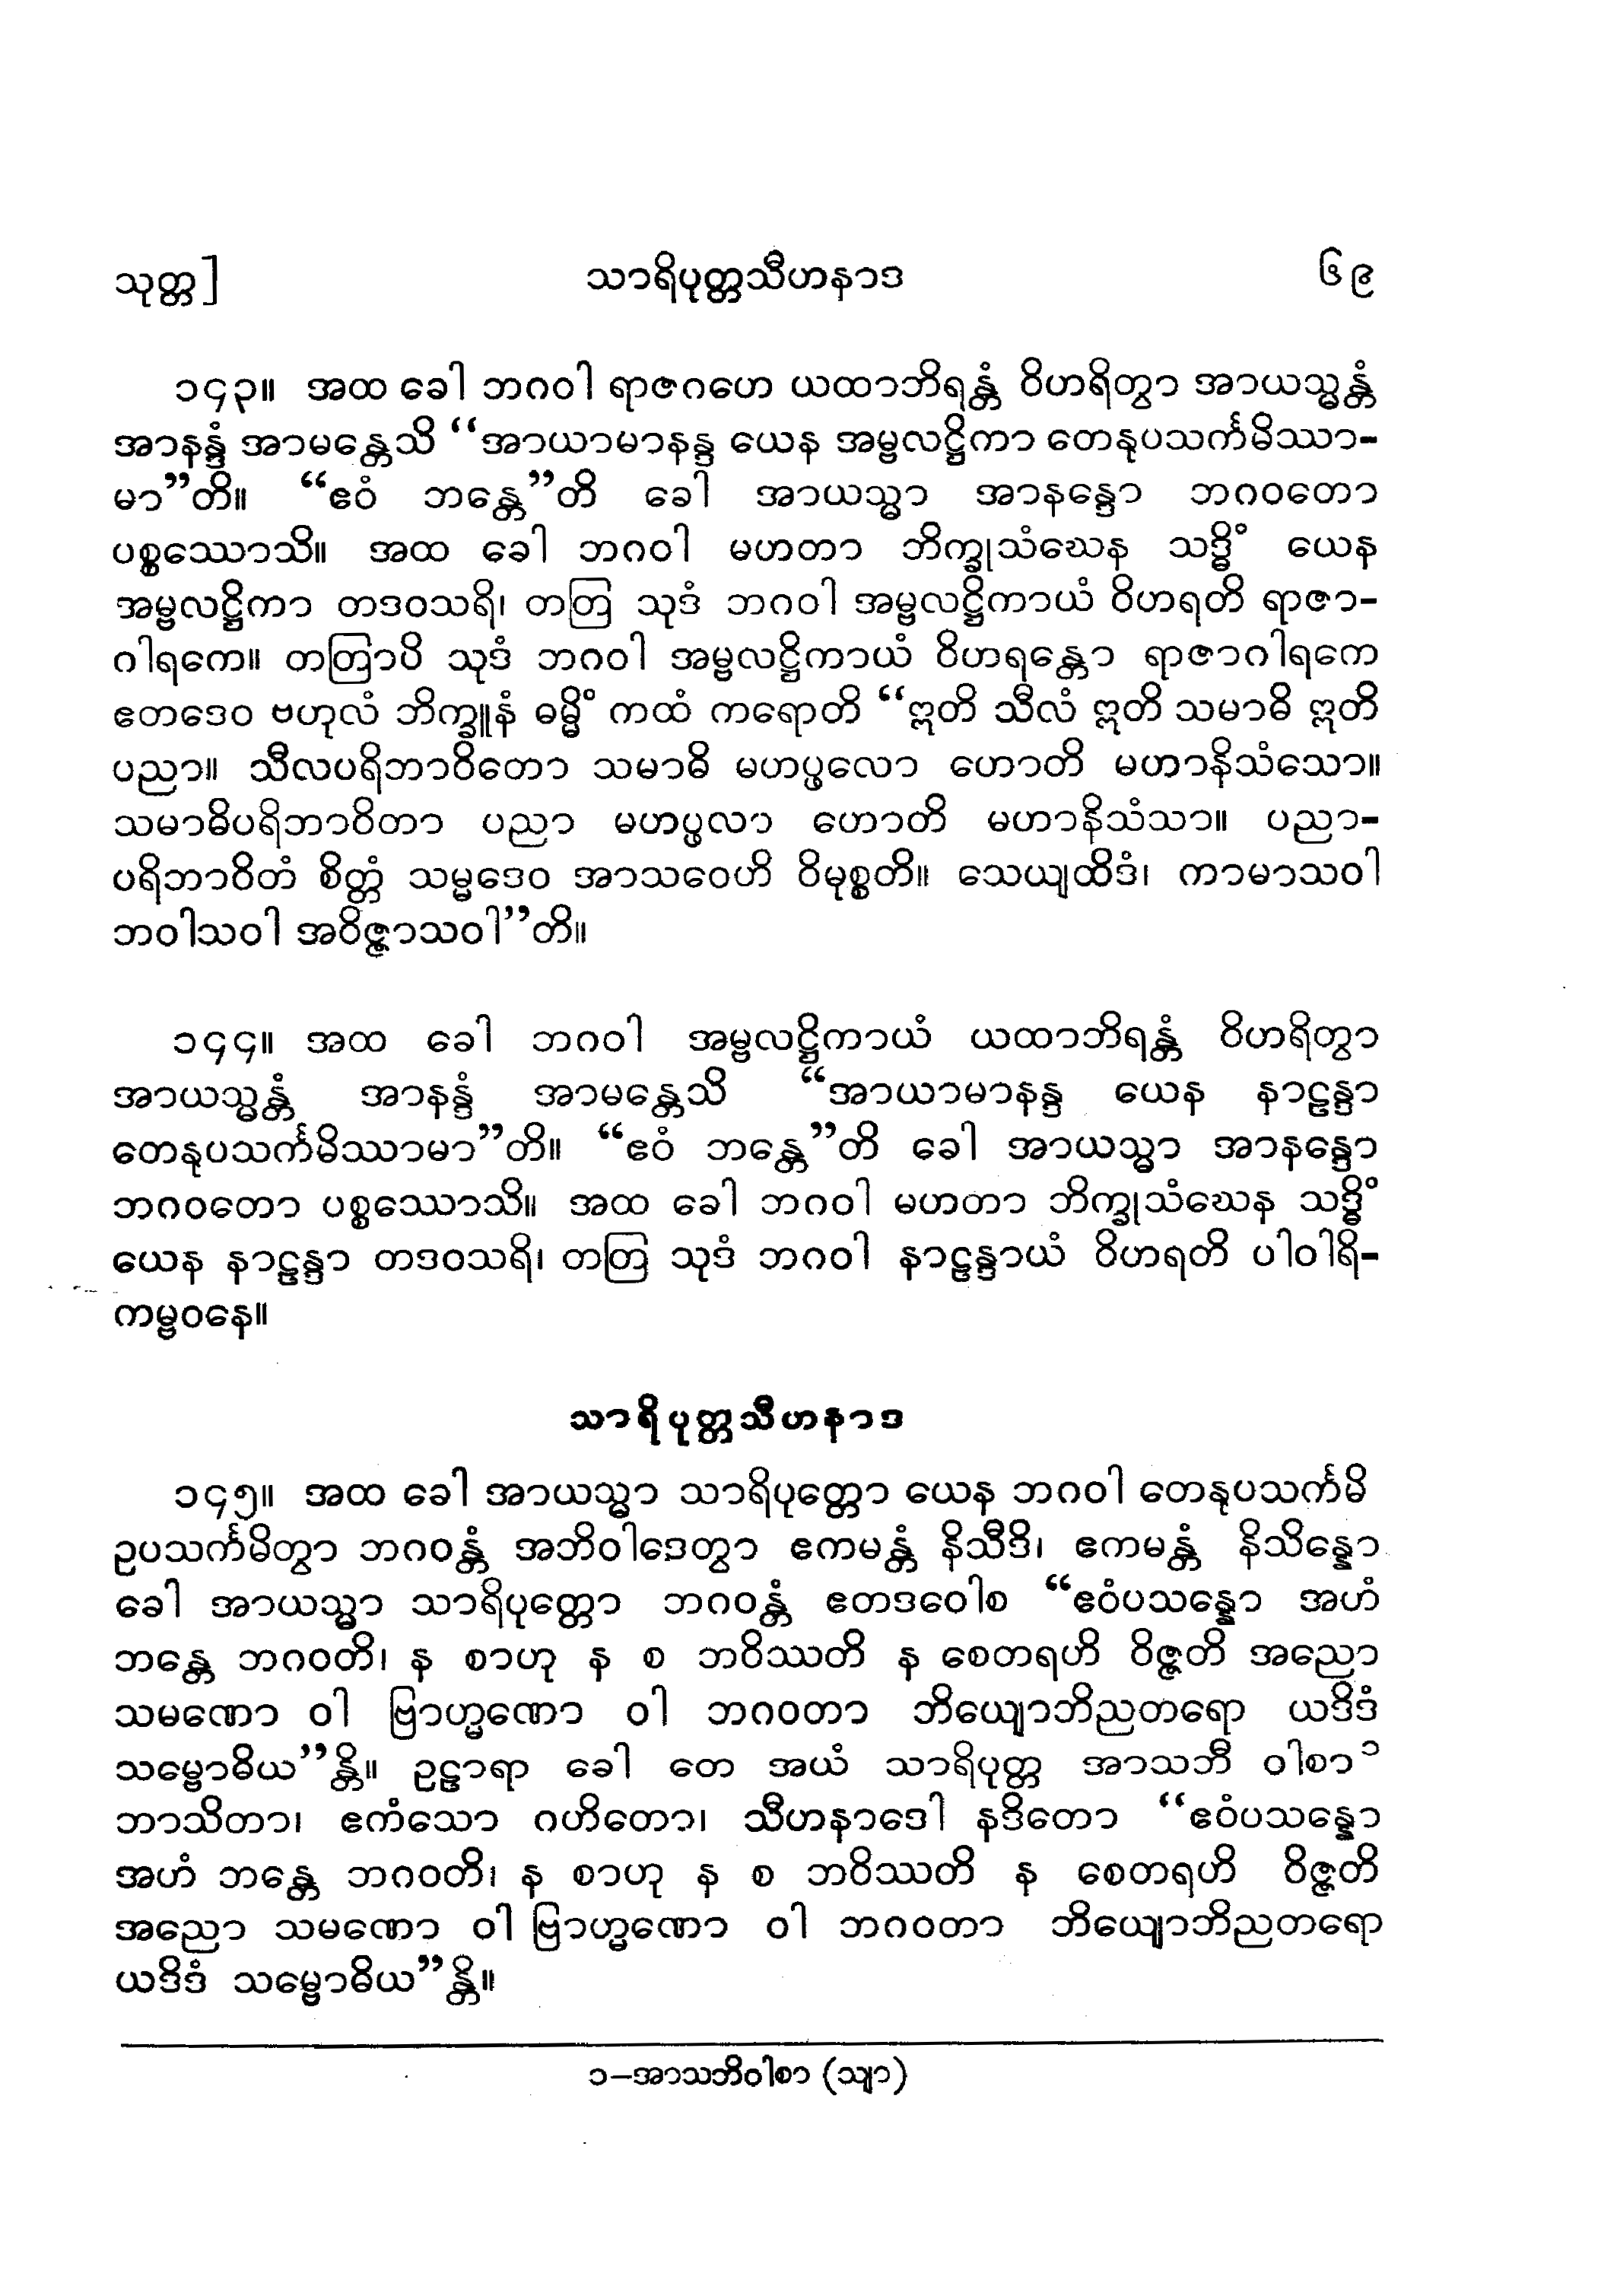 သုတ္တ] သာရိပုတ္တသီဟနာဒ ၆၉
၁၄၃။ အထ ခေါ ဘဂဝါ ရာဇဂဟေ ယထာဘိရန္တံ ဝိဟရိတွာ အာယသ္မန္တံ
အာနန္ဒံ အာမန္တေသိ “အာယာမာနန္ဒ ယေန အမ္ဗလဋ္ဌိကာ တေနုပသင်္ကမိဿာ-
မာ”တိ။ “ဧဝံ ဘန္တေ”တိ ခေါ အာယသ္မာ အာနန္ဒော ဘဂဝတော
ပစ္စဿောသိ။ အထ ခေါ ဘဂဝါ မဟတာ ဘိက္ခုသံဃေန သဒ္ဓိံ ယေန
အမ္ဗလဋ္ဌိကာ တဒဝသရိ၊ တတြ သုဒံ ဘဂဝါ အမ္ဗလဋ္ဌိကာယံ ဝိဟရတိ ရာဇာ-
ဂါရကေ။ တတြာပိ သုဒံ ဘဂဝါ အမ္ဗလဋ္ဌိကာယံ ဝိဟရန္တော ရာဇာဂါရကေ
ဧတဒေဝ ဗဟုလံ ဘိက္ခူနံ ဓမ္မိံ ကထံ ကရောတိ “ဣတိ သီလံ ဣတိ သမာဓိ ဣတိ
ပညာ။ သီလပရိဘာဝိတော သမာဓိ မဟပ္ဖလော ဟောတိ မဟာနိသံသော။
သမာဓိပရိဘာဝိတာ ပညာ မဟပ္ဖလာ ဟောတိ မဟာနိသံသာ။ ပညာ-
ပရိဘာဝိတံ စိတ္တံ သမ္မဒေဝ အာသဝေဟိ ဝိမုစ္စတိ။ သေယျထိဒံ၊ ကာမာသဝါ
ဘဝါသဝါ အဝိဇ္ဇာသဝါ”တိ။
၁၄၄။ အထ ခေါ ဘဂဝါ အမ္ဗလဋ္ဌိကာယံ ယထာဘိရန္တံ ဝိဟရိတွာ
အာယသ္မန္တံ အာနန္ဒံ အာမန္တေသိ “အာယာမာနန္ဒ ယေန နာဠန္ဒာ
တေနုပသင်္ကမိဿာမာ”တိ။ “ဧဝံ ဘန္တေ”တိ ခေါ အာယသ္မာ အာနန္ဒော
ဘဂဝတော ပစ္စဿောသိ။ အထ ခေါ ဘဂဝါ မဟတာ ဘိက္ခုသံဃေန သဒ္ဓိံ
ယေန နာဠန္ဒာ တဒဝသရိ၊ တတြ သုဒံ ဘဂဝါ နာဠန္ဒာယံ ဝိဟရတိ ပါဝါရိ-
ကမ္ဗဝနေ။
သာရိပုတ္တသီဟနာဒ
၁၄၅။ အထ ခေါ အာယသ္မာ သာရိပုတ္တော ယေန ဘဂဝါ တေနုပသင်္ကမိ
ဥပသင်္ကမိတွာ ဘဂဝန္တံ အဘိဝါဒေတွာ ဧကမန္တံ နိသီဒိ၊ ဧကမန္တံ နိသိန္နော
ခေါ အာယသ္မာ သာရိပုတ္တော ဘဂဝန္တံ ဧတဒဝေါစ “ဧဝံပသန္နော အဟံ
ဘန္တေ ဘဂဝတိ၊ န စာဟု န စ ဘဝိဿတိ န စေတရဟိ ဝိဇ္ဇတိ အညော
သမဏော ဝါ ဗြာဟ္မဏော ဝါ ဘဂဝတာ ဘိယျောဘိညတရော ယဒိဒံ
သမ္ဗောဓိယ”န္တိ။ ဥဠာရာ ခေါ တေ အယံ သာရိပုတ္တ အာသဘီ ဝါစာ ၁
ဘာသိတာ၊ ဧကံသော ဂဟိတော၊ သီဟနာဒေါ နဒိတော “ဧဝံပသန္နော
အဟံ ဘန္တေ ဘဂဝတိ၊ န စာဟု န စ ဘဝိဿတိ န စေတရဟိ ဝိဇ္ဇတိ
အညော သမဏော ဝါ ဗြာဟ္မဏော ဝါ ဘဂဝတာ ဘိယျောဘိညတရော
ယဒိဒံ သမ္ဗောဓိယ”န္တိ။
၁–အာသဘိဝါစာ (သျာ)